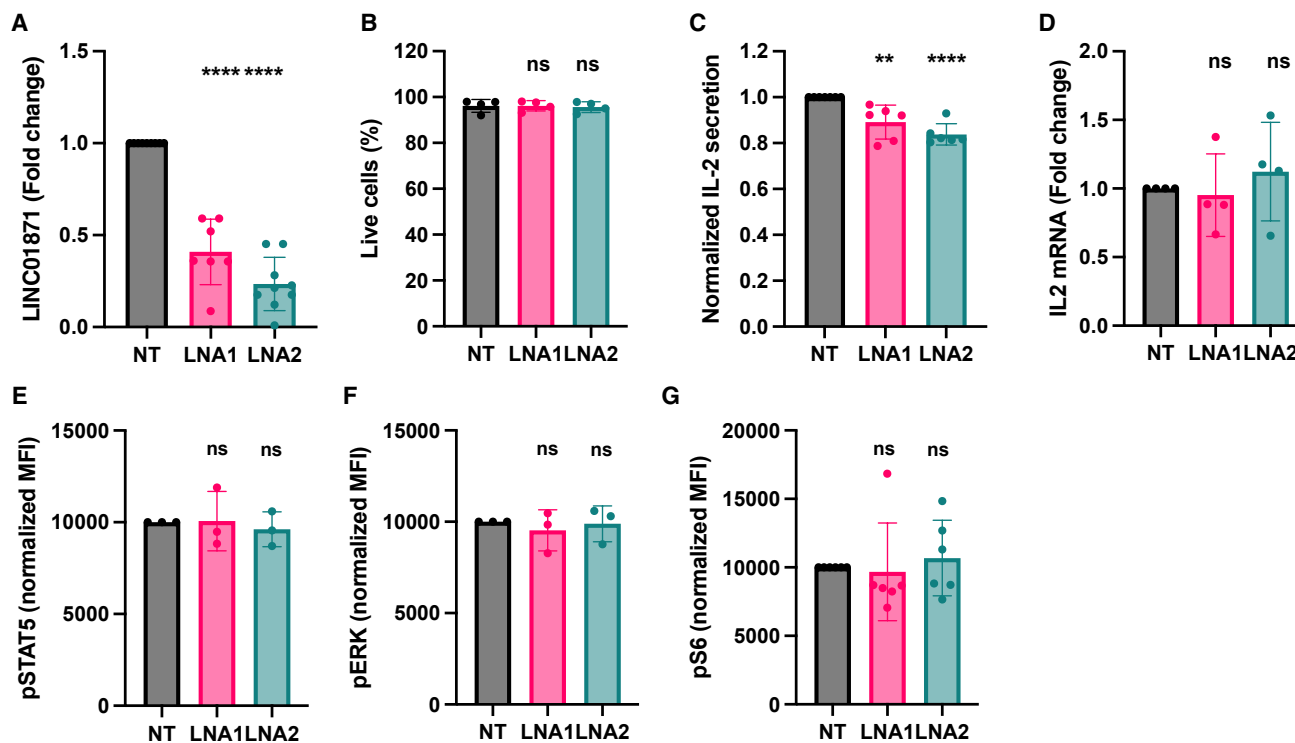 A
LINC01871 (Fold change)
1.5
1.0
0.5
0.0
**** ****
NT LNA1 LNA2
B
Live cells (%)
120
100
80
60
40
20
0
ns ns
NT LNA1 LNA2
C
Normalized IL-2 secretion
1.2
1.0
0.8
0.6
0.4
0.2
0.0
** ****
NT LNA1 LNA2
D
IL2 mRNA (Fold change)
2.0
1.5
1.0
0.5
0.0
ns ns
NT LNA1 LNA2
E
pSTAT5 (normalized MFI)
15000
10000
5000
0
ns ns
NT LNA1 LNA2
F
pERK (normalized MFI)
15000
10000
5000
0
ns ns
NT LNA1 LNA2
G
pS6 (normalized MFI)
20000
15000
10000
5000
0
ns ns
NT LNA1 LNA2